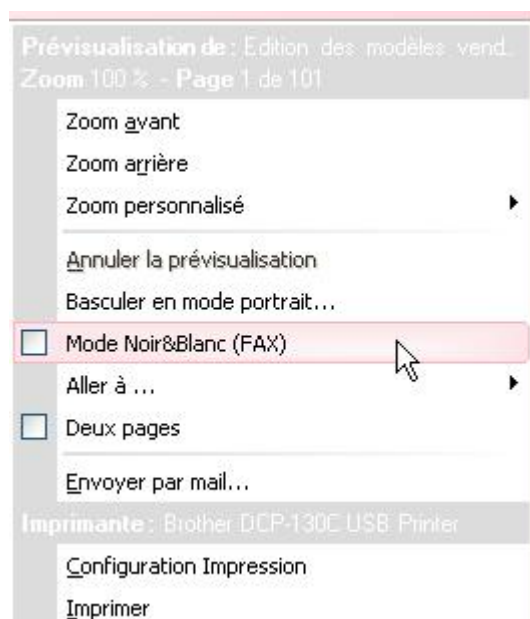 Prévisualisation de : Edition des modèles vend..
Zoom 100 % - Page 1 de 101
Zoom avant
Zoom arrière
Zoom personnalisé
Annuler la prévisualisation
Basculer en mode portrait...
Mode Noir&Blanc (FAX)
Aller à ...
Deux pages
Envoyer par mail...
Imprimante : Brother DCP-130C USB Printer
Configuration Impression
Imprimer